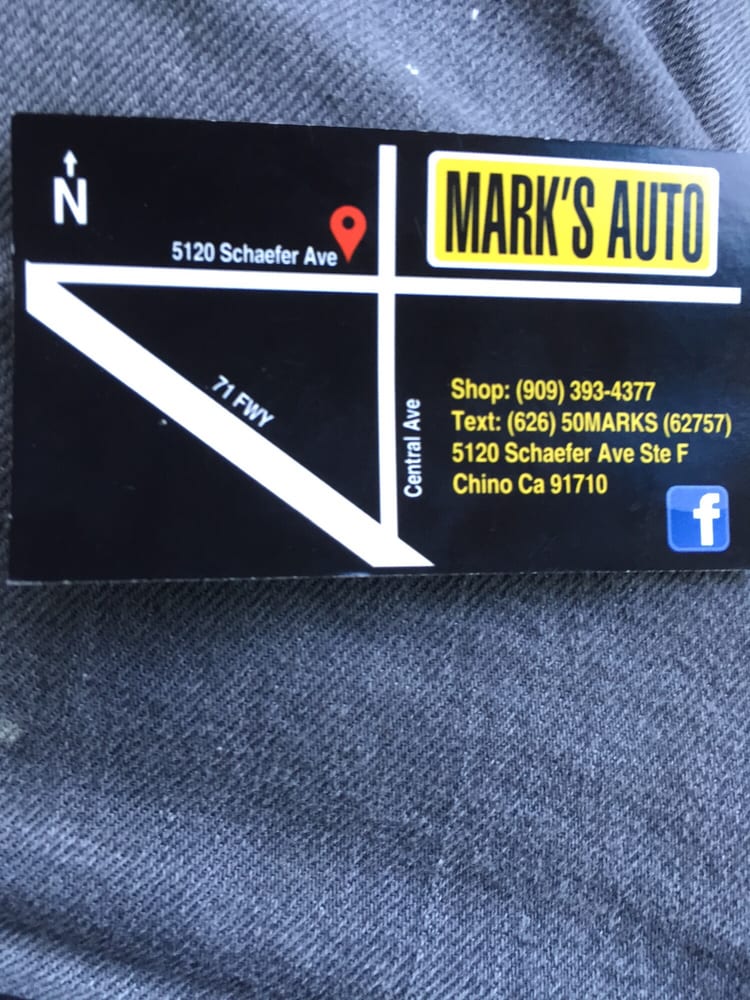 N
MARK'S AUTO
5120 Schaefer Ave
71 FWY
Central Ave
Shop: (909) 393-4377
Text: (626) 50MARKS (62757)
5120 Schaefer Ave Ste F
Chino Ca 91710
f